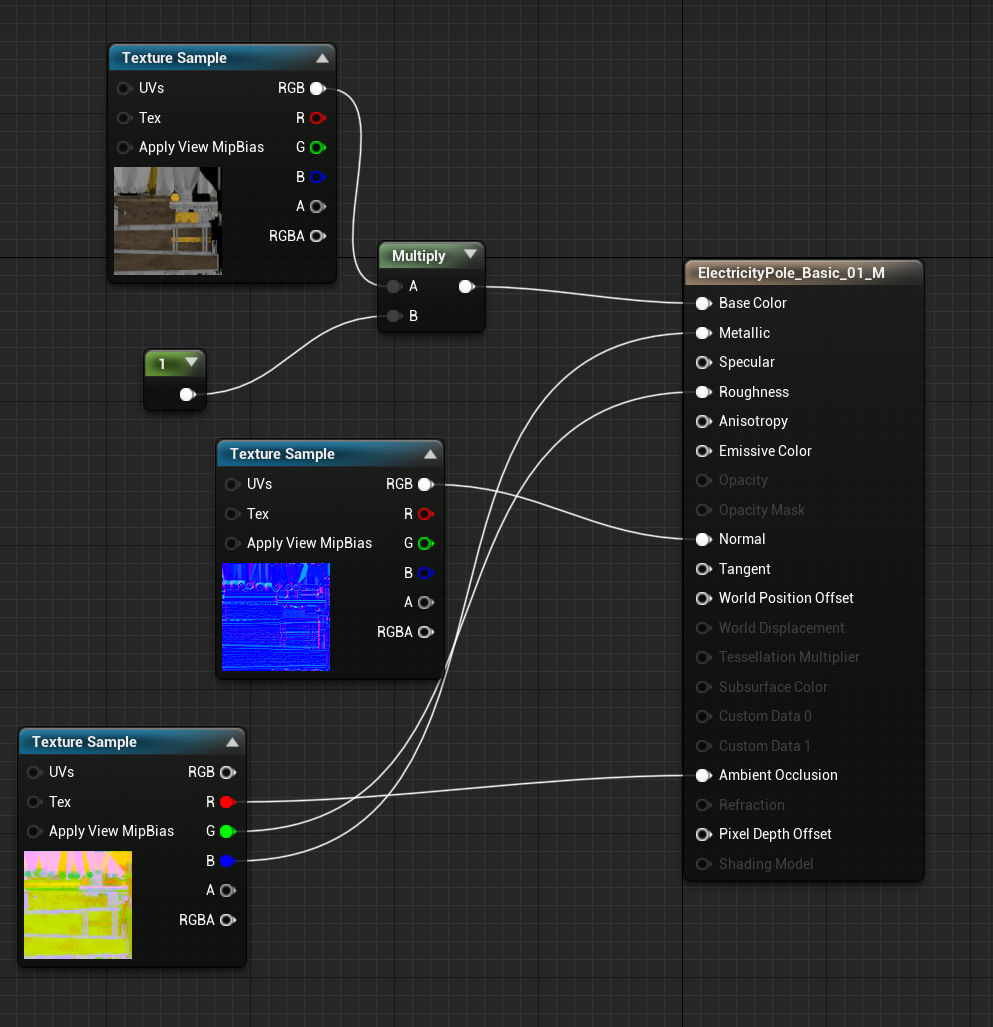 Texture Sample
UVs RGB
Tex R
Apply View MipBias G
B
A
RGBA
Multiply
A
B
1
Texture Sample
UVs RGB
Tex R
Apply View MipBias G
B
A
RGBA
Texture Sample
UVs RGB
Tex R
Apply View MipBias G
B
A
RGBA
ElectricityPole_Basic_01_M
Base Color
Metallic
Specular
Roughness
Anisotropy
Emissive Color
Opacity
Opacity Mask
Normal
Tangent
World Position Offset
World Displacement
Tessellation Multiplier
Subsurface Color
Custom Data 0
Custom Data 1
Ambient Occlusion
Refraction
Pixel Depth Offset
Shading Model